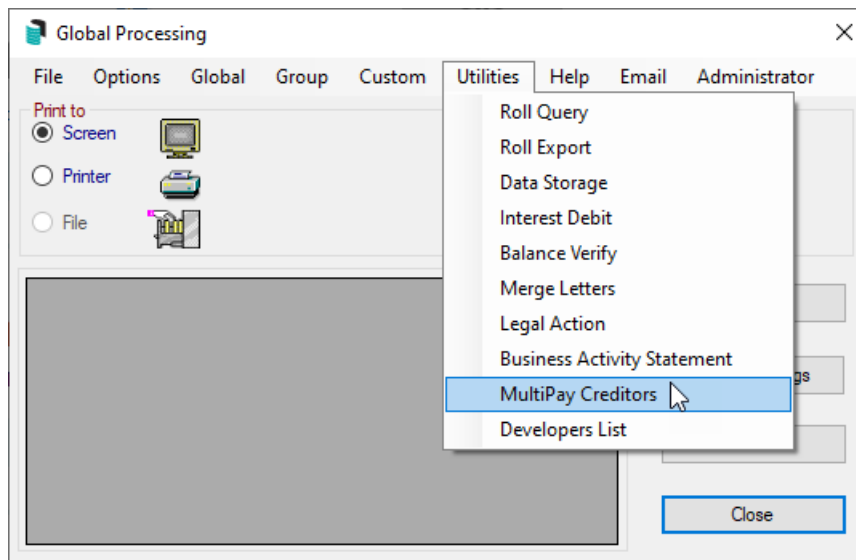 Global Processing
File Options Global Group Custom Utilities Help Email Administrator
Print to
Screen
Printer
File
Roll Query
Roll Export
Data Storage
Interest Debit
Balance Verify
Merge Letters
Legal Action
Business Activity Statement
MultiPay Creditors
Developers List
Close